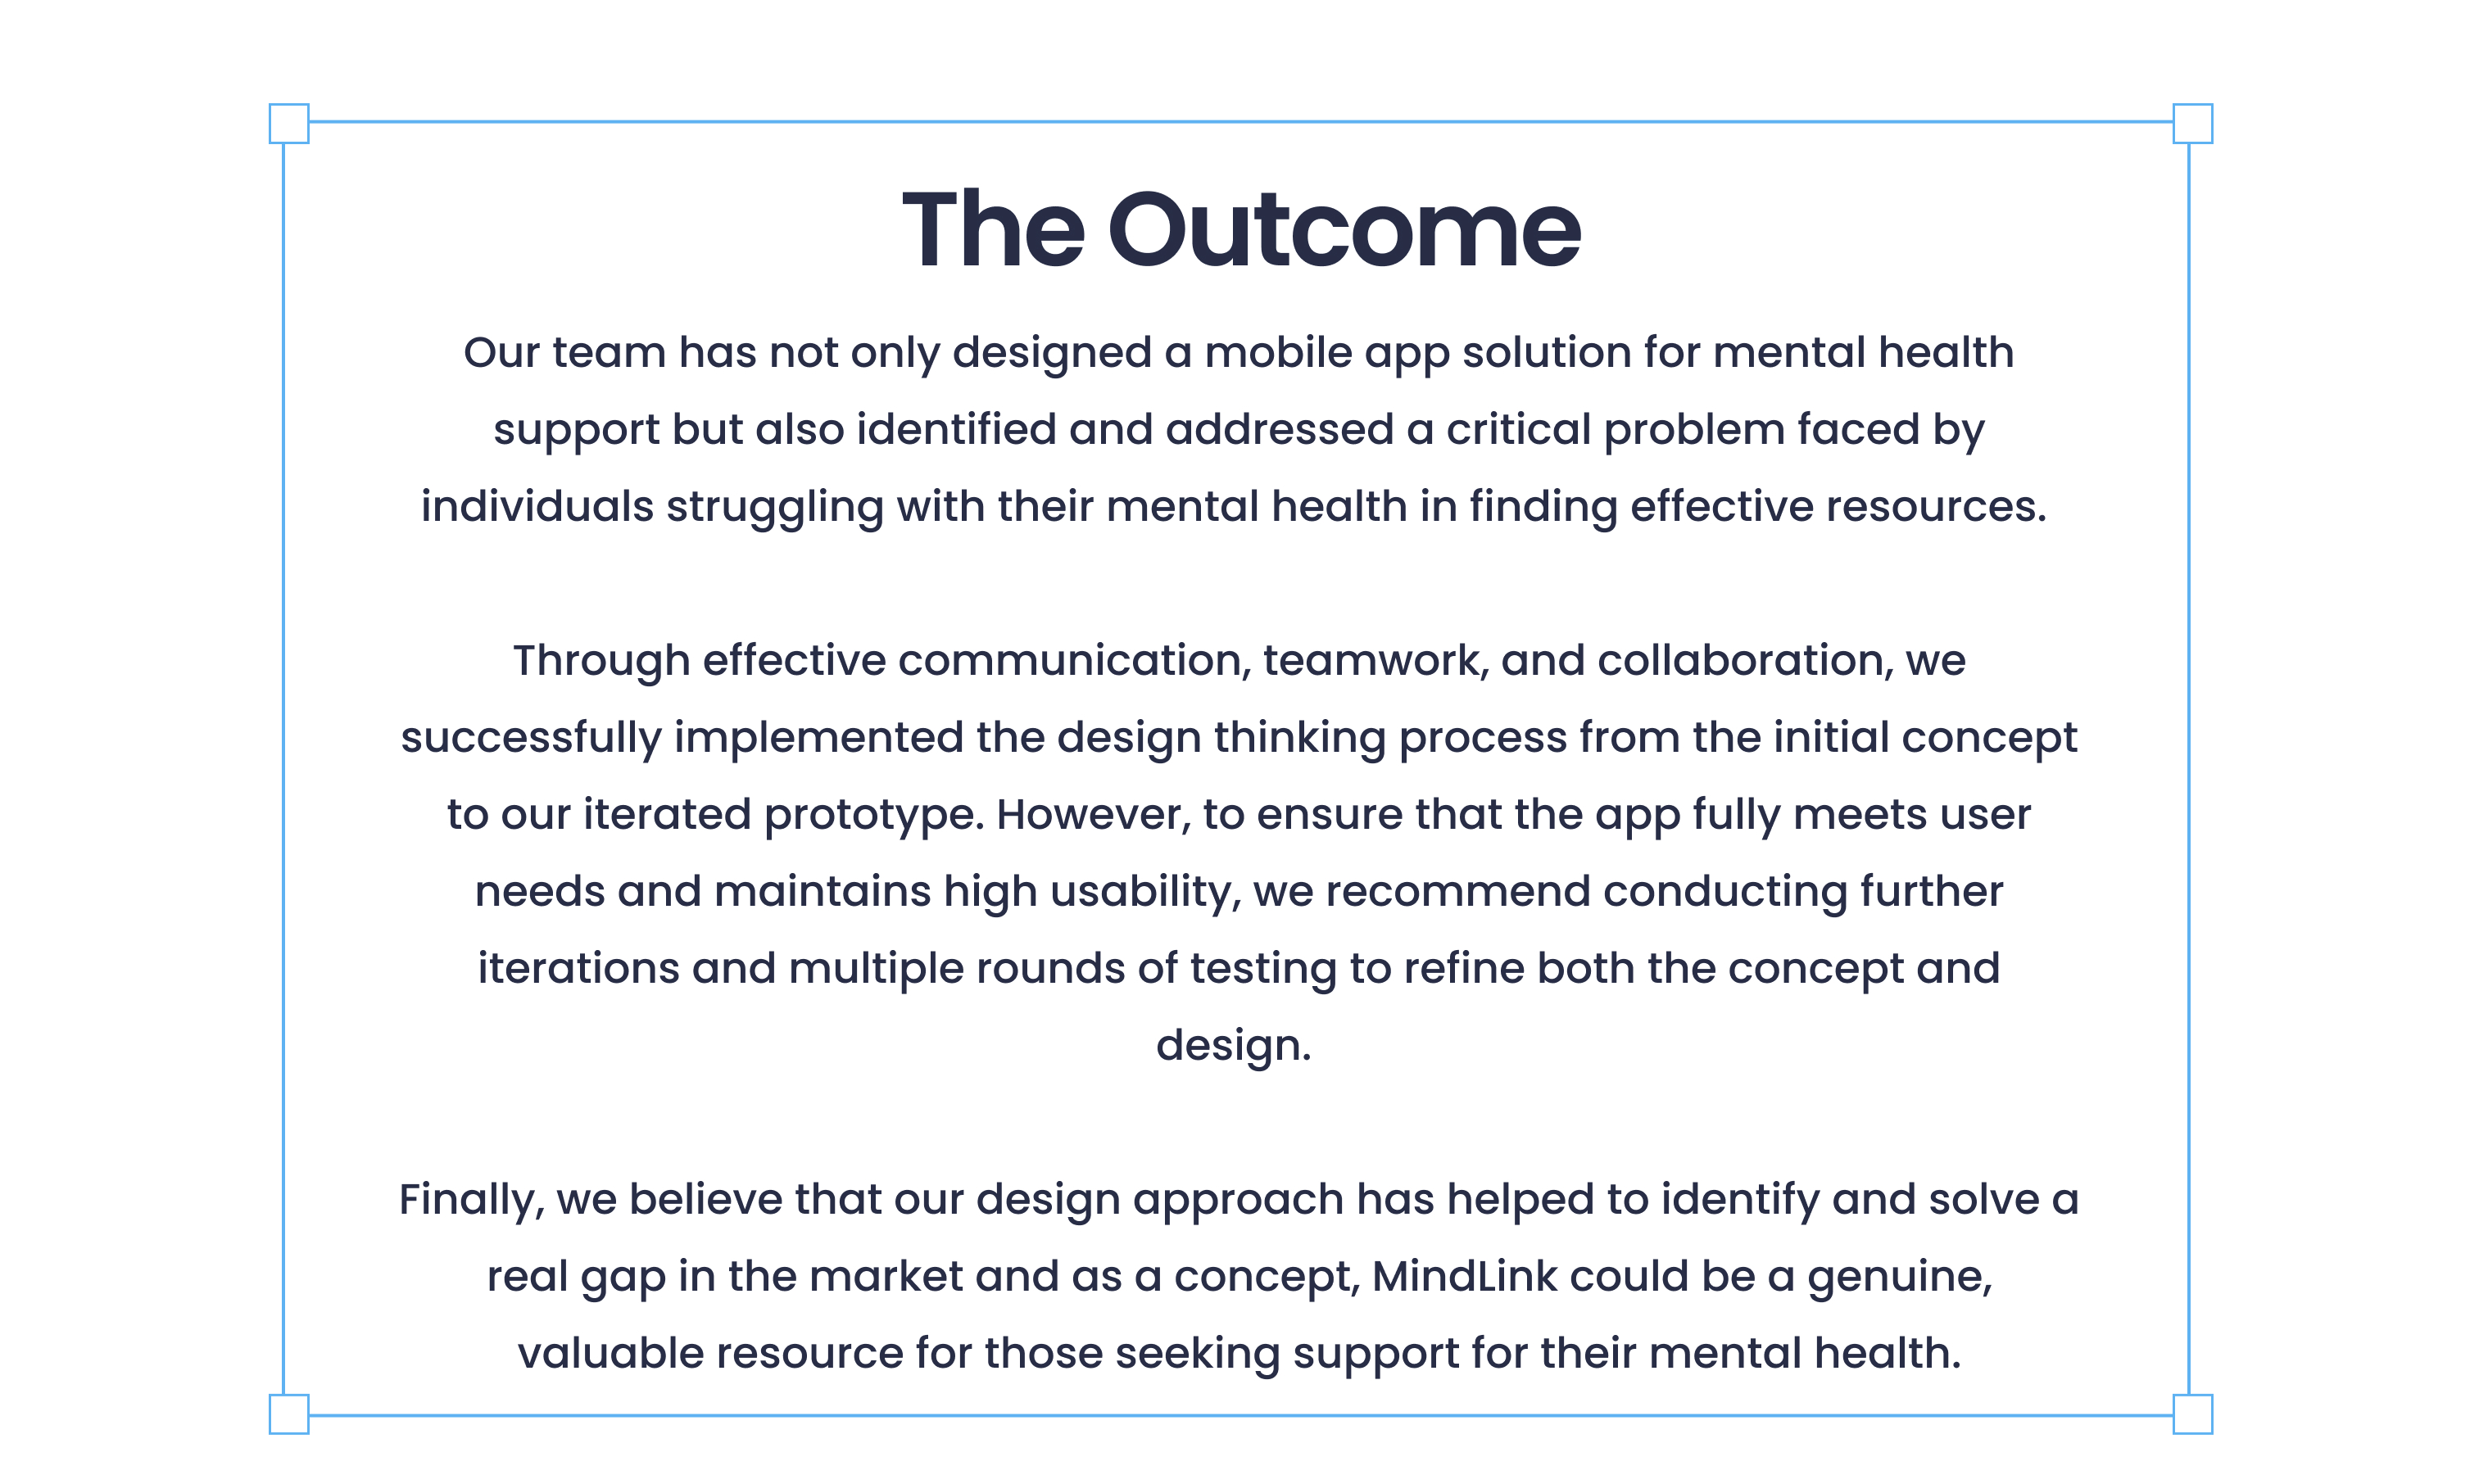 The Outcome
Our team has not only designed a mobile app solution for mental health
support but also identified and addressed a critical problem faced by
individuals struggling with their mental health in finding effective resources.
Through effective communication, teamwork, and collaboration, we
successfully implemented the design thinking process from the initial concept
to our iterated prototype. However, to ensure that the app fully meets user
needs and maintains high usability, we recommend conducting further
iterations and multiple rounds of testing to refine both the concept and
design.
Finally, we believe that our design approach has helped to identify and solve a
real gap in the market and as a concept, MindLink could be a genuine,
valuable resource for those seeking support for their mental health.